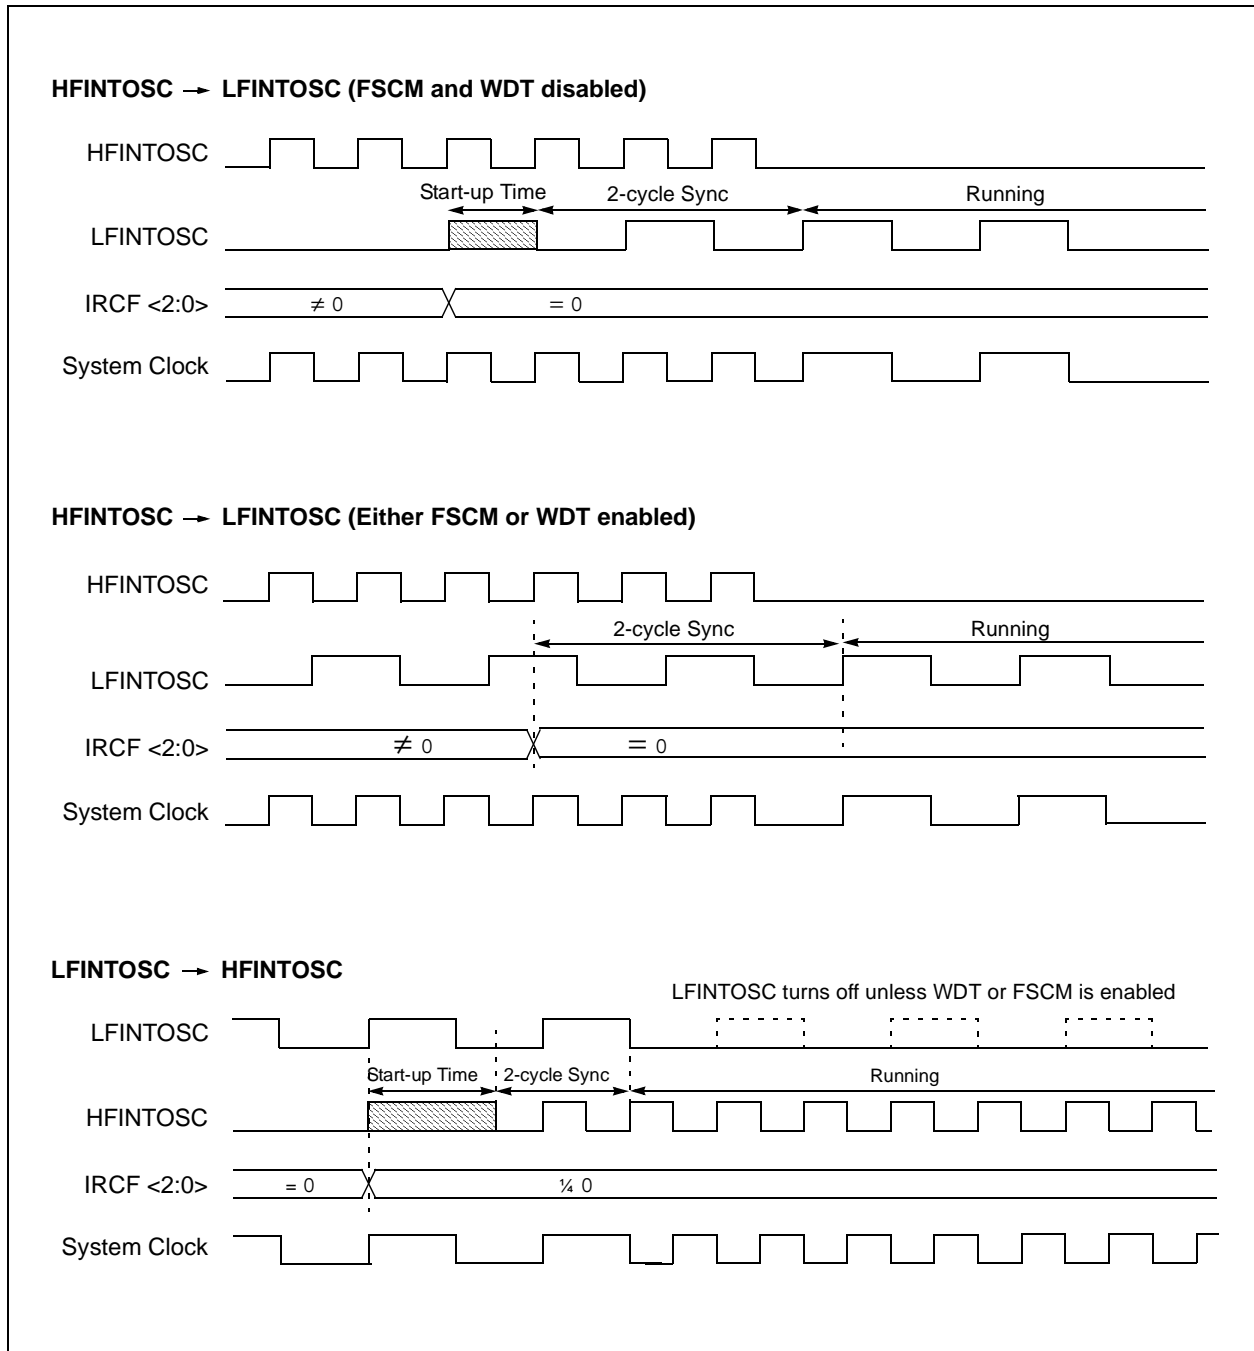 HFINTOSC → LFINTOSC (FSCM and WDT disabled)
HFINTOSC
Start-up Time 2-cycle Sync Running
LFINTOSC
IRCF <2:0> ≠ 0 = 0
System Clock
HFINTOSC → LFINTOSC (Either FSCM or WDT enabled)
HFINTOSC
2-cycle Sync Running
LFINTOSC
IRCF <2:0> ≠ 0 = 0
System Clock
LFINTOSC → HFINTOSC
LFINTOSC turns off unless WDT or FSCM is enabled
LFINTOSC
Start-up Time 2-cycle Sync Running
HFINTOSC
IRCF <2:0> = 0 ¼ 0
System Clock